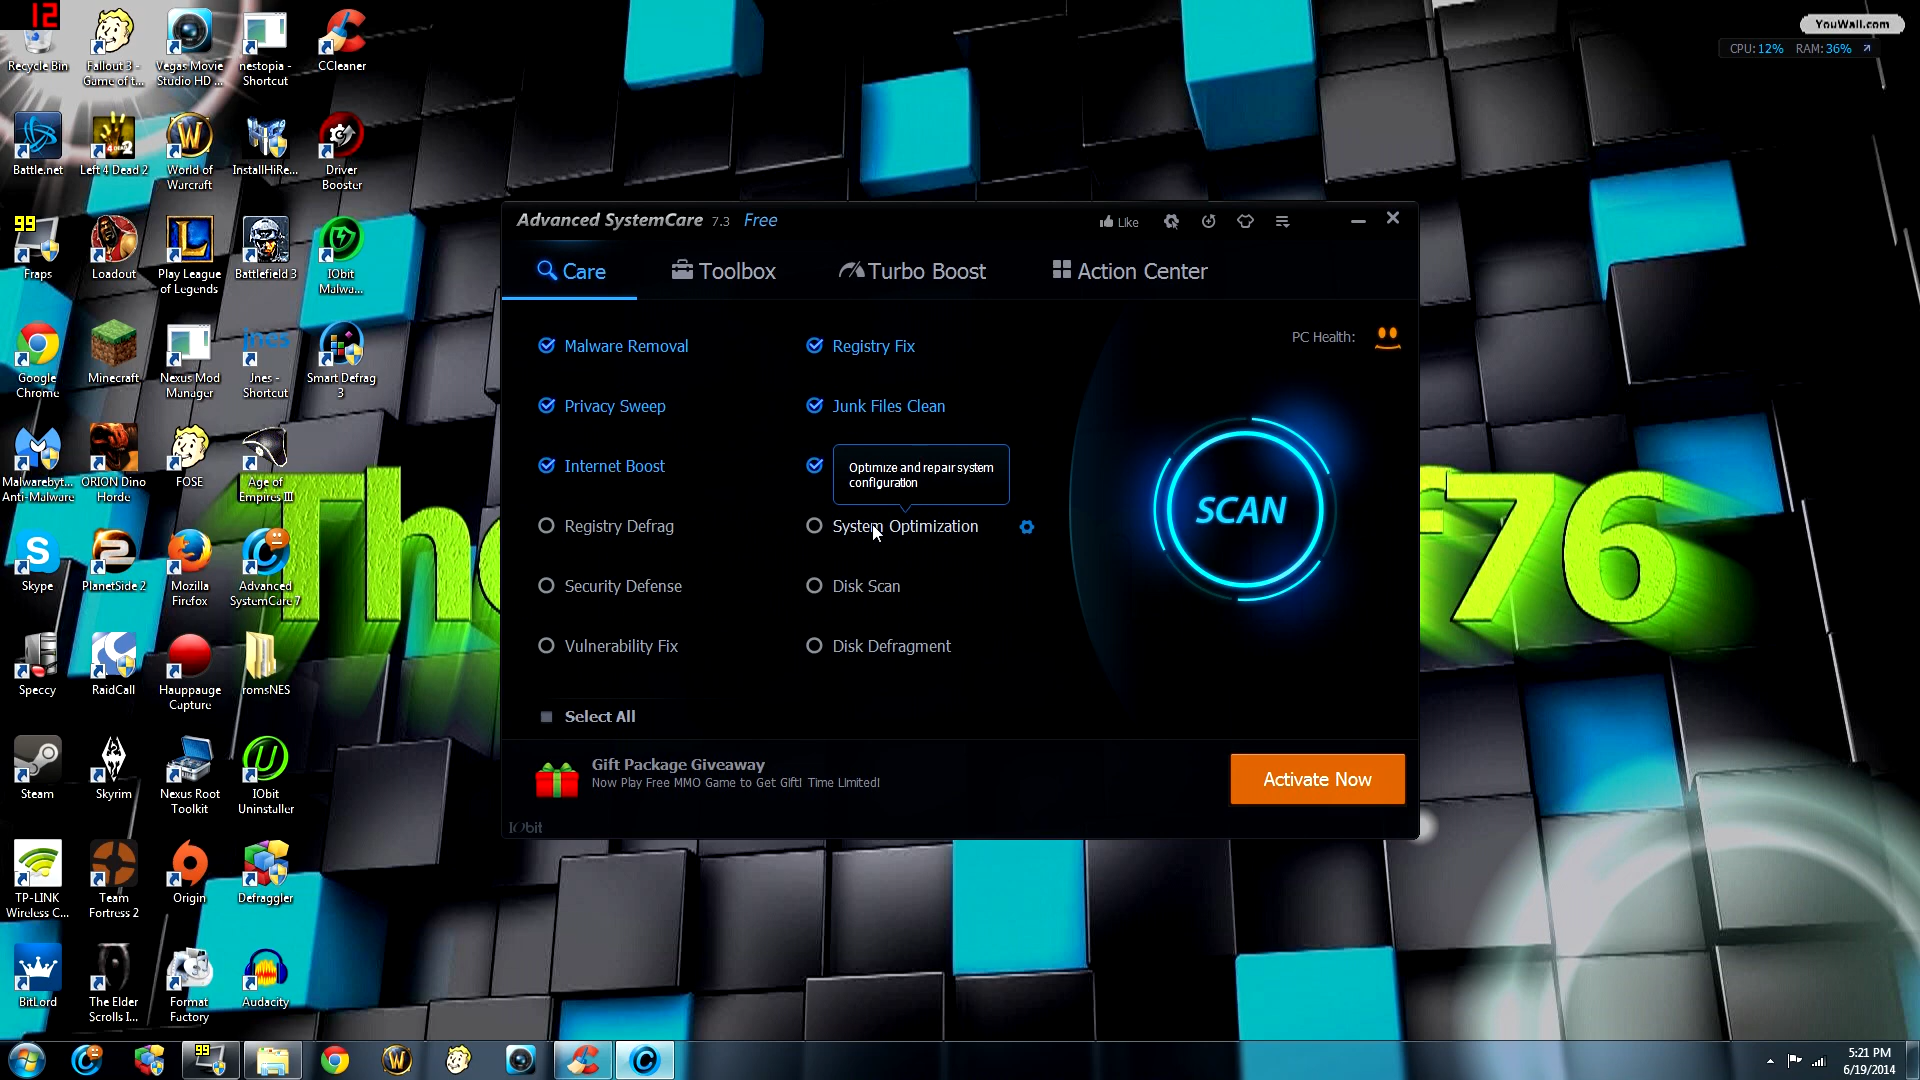 12
YouWall.com
CPU: 12% RAM: 36%
Recycle Bin
Fallout 3 -
Game of t...
Vegas Movie
Studio HD ...
nestopia -
Shortcut
CCleaner
Battle.net
Left 4 Dead 2
World of
Warcraft
InstallHiRe...
Driver
Booster
99
Fraps
Loadout
Play League
of Legends
Battlefield 3
IObit
Malwa...
Google
Chrome
Minecraft
Nexus Mod
Manager
jnes
Jnes -
Shortcut
Smart Defrag
3
Malwarebyt...
Anti-Malware
ORION Dino
Horde
FOSE
Age of
Empires III
Skype
PlanetSide 2
Mozilla
Firefox
Advanced
SystemCare 7
Speccy
RaidCall
Hauppauge
Capture
romsNES
Steam
Skyrim
Nexus Root
Toolkit
IObit
Uninstaller
TP-LINK
Wireless C...
Team
Fortress 2
Origin
Defraggler
BitLord
The Elder
Scrolls I...
Format
Factory
Audacity
Advanced SystemCare 7.3 Free
Like
Care
Toolbox
Turbo Boost
Action Center
PC Health:
Malware Removal
Registry Fix
Privacy Sweep
Junk Files Clean
Internet Boost
Optimize and repair system
configuration
Registry Defrag
System Optimization
Security Defense
Disk Scan
Vulnerability Fix
Disk Defragment
SCAN
Select All
Gift Package Giveaway
Now Play Free MMO Game to Get Gift! Time Limited!
Activate Now
IObit
Th
76
99
5:21 PM
6/19/2014